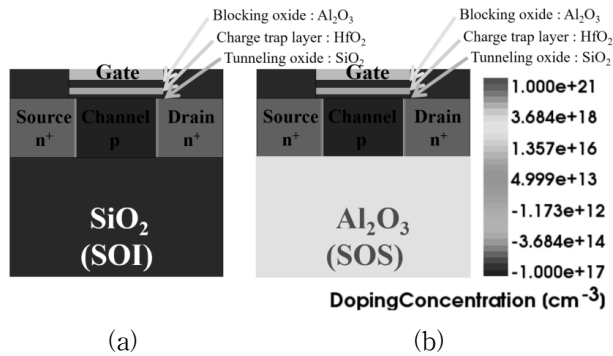 Blocking oxide : Al₂O₃
Charge trap layer : HfO₂
Tunneling oxide : SiO₂
Gate
Source
n⁺
Channel
p
Drain
n⁺
SiO₂
(SOI)
(a)
Blocking oxide : Al₂O₃
Charge trap layer : HfO₂
Tunneling oxide : SiO₂
Gate
Source
n⁺
Channel
p
Drain
n⁺
Al₂O₃
(SOS)
(b)
1.000e+21
3.684e+18
1.357e+16
4.999e+13
-1.173e+12
-3.684e+14
-1.000e+17
DopingConcentration (cm⁻³)